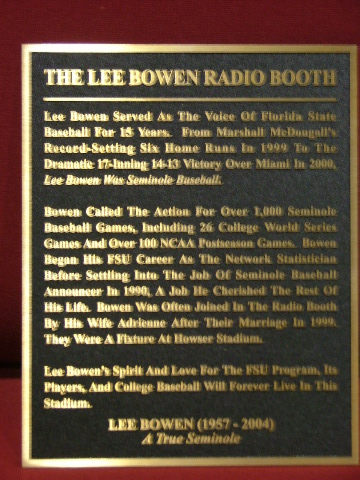 THE LEE BOWEN RADIO BOOTH
Lee Bowen Served As The Voice Of Florida State
Baseball For 15 Years. From Marshall McDougall's
Record-Setting Six Home Runs In 1999 To The
Dramatic 17-Inning 14-13 Victory Over Miami In 2000,
Lee Bowen Was Seminole Baseball.
Bowen Called The Action For Over 1,000 Seminole
Baseball Games, Including 26 College World Series
Games And Over 100 NCAA Postseason Games. Bowen
Began His FSU Career As The Network Statistician
Before Settling Into The Job Of Seminole Baseball
Announcer In 1990, A Job He Cherished The Rest Of
His Life. Bowen Was Often Joined In The Radio Booth
By His Wife Adrienne After Their Marriage In 1999.
They Were A Fixture At Howser Stadium.
Lee Bowen's Spirit And Love For The FSU Program, Its
Players, And College Baseball Will Forever Live In This
Stadium.
LEE BOWEN (1957 - 2004)
A True Seminole